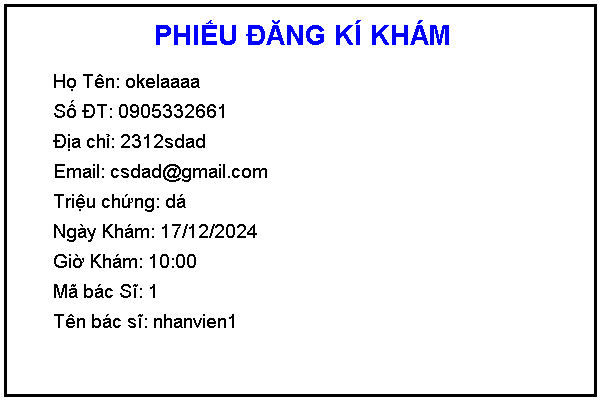 PHIẾU ĐĂNG KÍ KHÁM
Họ Tên: okelaaaa
Số ĐT: 0905332661
Địa chỉ: 2312sdad
Email: csdad@gmail.com
Triệu chứng: dá
Ngày Khám: 17/12/2024
Giờ Khám: 10:00
Mã bác Sĩ: 1
Tên bác sĩ: nhanvien1